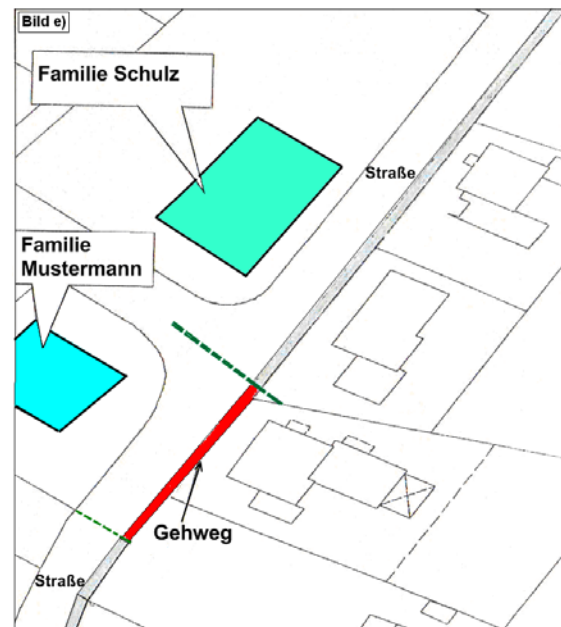 Bild e)
Familie Schulz
Straße
Familie
Mustermann
Gehweg
Straße